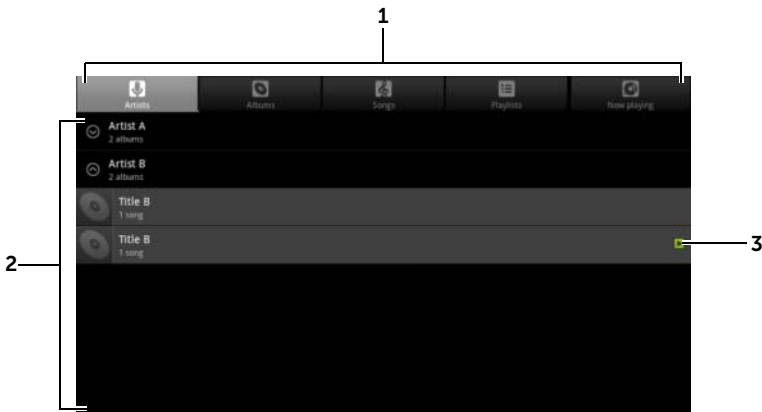 1
Artists Albums Songs Playlists Now playing
Artist A
2 albums
Artist B
2 albums
Title B
1 song
Title B
1 song
2
3